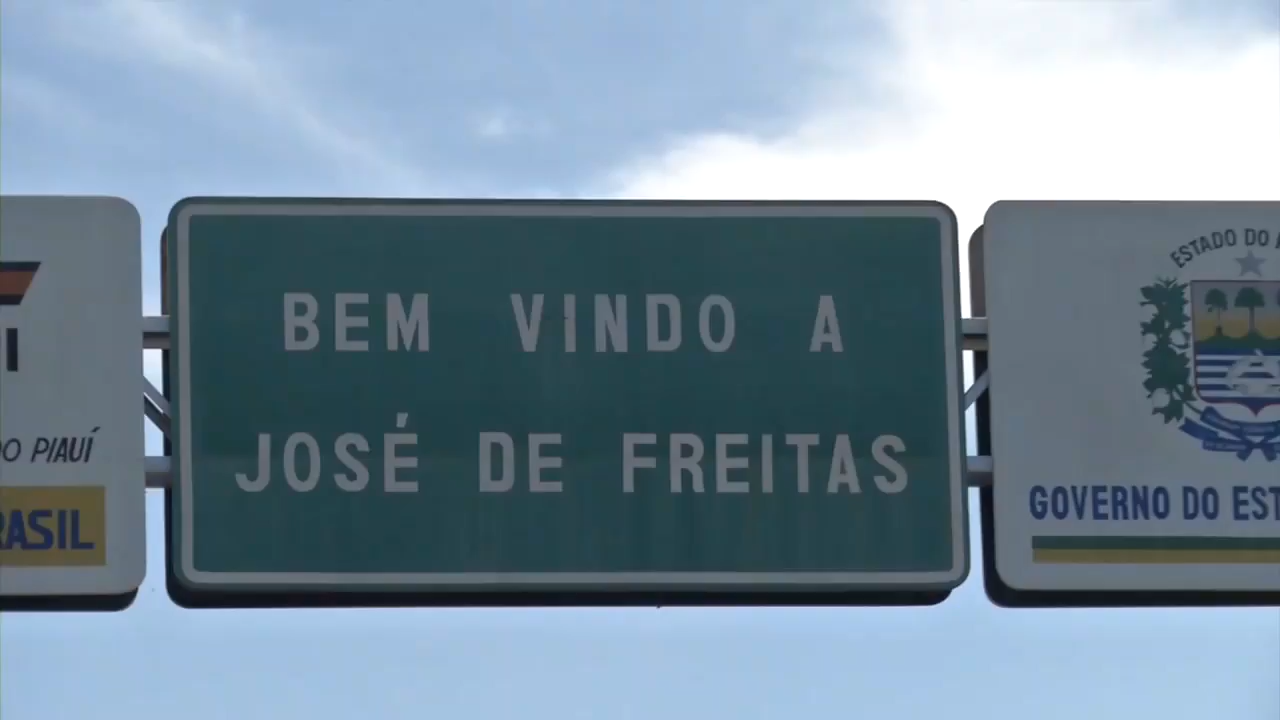 BEM VINDO A
JOSÉ DE FREITAS
DO PIAUÍ
RASIL
ESTADO DO
GOVERNO DO EST